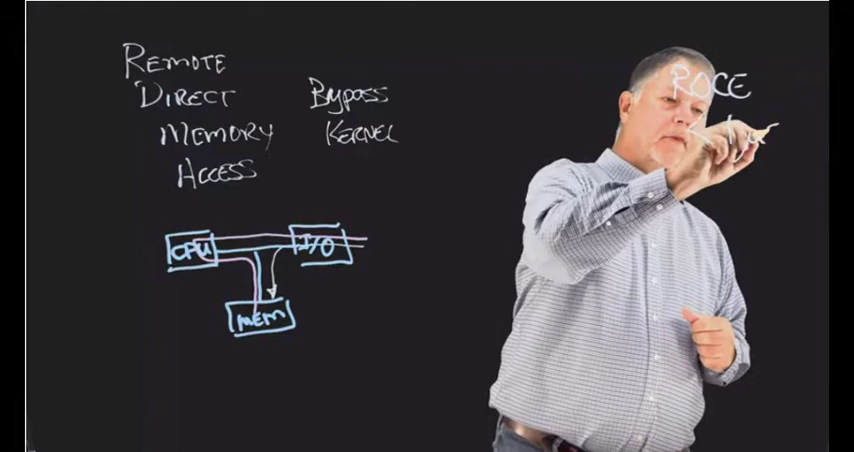 REMOTE
DIRECT
MEMORY
ACCESS
Bypass
KERNEL
CPU
I/O
MEM
ROCE